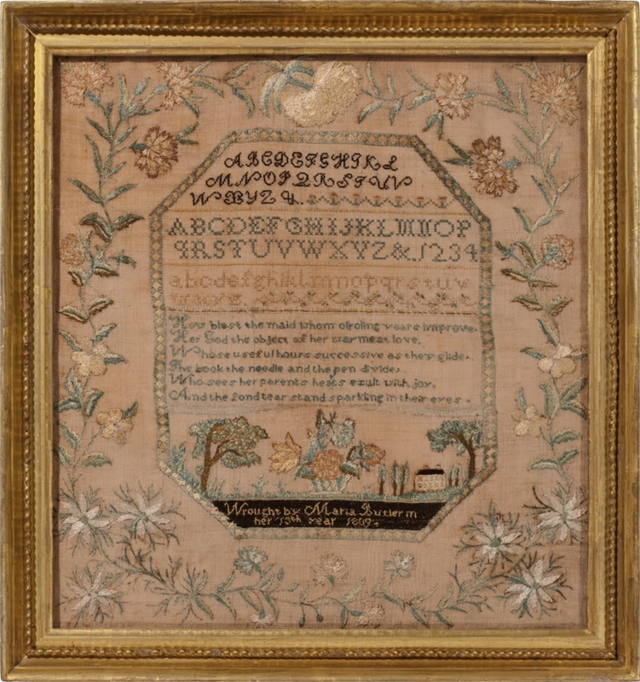 ABCDEFGHIKL
MNOPQRSTUV
WXYZ &.
ABCDEFGHIJKLMNOP
QRSTUVWXYZ&1234
abcdefghiklmnopqrstuv
wxyz.
How blest the maid whom circling years improve.
Her God the object of her warmest love.
Whose useful hours successive as they glide.
The book the needle and the pen divide.
Who sees her parents hearts exult with joy.
And the fond tear stand sparkling in their eyes.
Wrought by Maria Butler in
her 13th year 1809